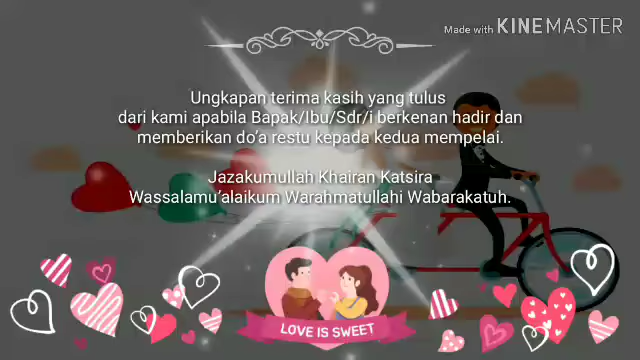 Made with KINEMASTER
Ungkapan terima kasih yang tulus
dari kami apabila Bapak/Ibu/Sdr/i berkenan hadir dan
memberikan do’a restu kepada kedua mempelai.
Jazakumullah Khairan Katsira
Wassalamu’alaikum Warahmatullahi Wabarakatuh.
LOVE IS SWEET